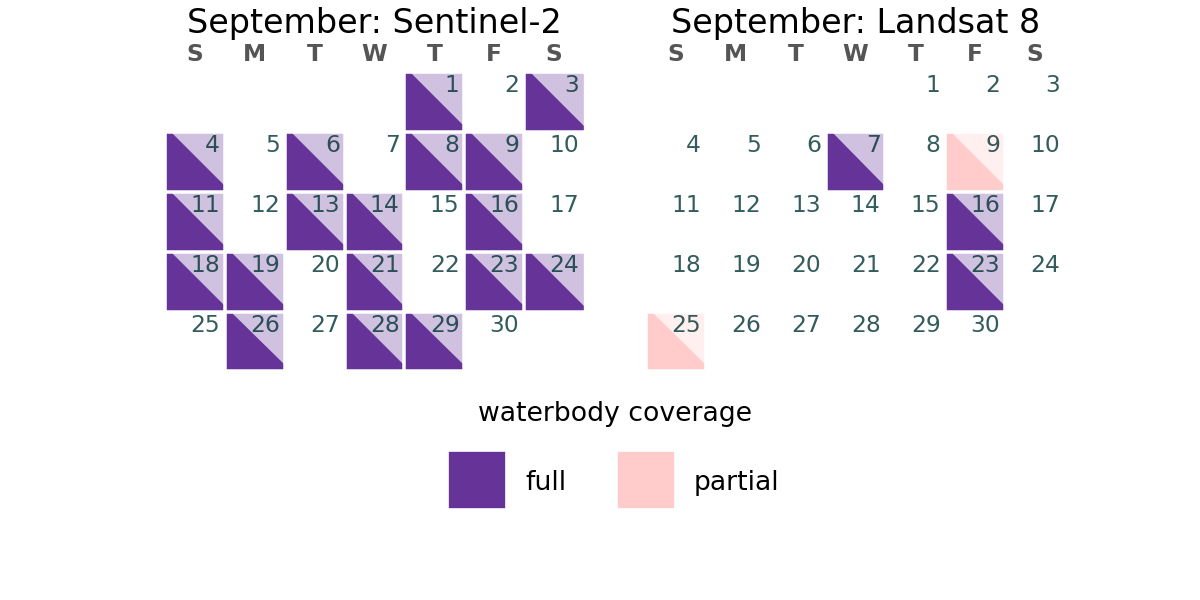 September: Sentinel-2
S M T W T F S
1 2 3
4 5 6 7 8 9 10
11 12 13 14 15 16 17
18 19 20 21 22 23 24
25 26 27 28 29 30
September: Landsat 8
S M T W T F S
1 2 3
4 5 6 7 8 9 10
11 12 13 14 15 16 17
18 19 20 21 22 23 24
25 26 27 28 29 30
waterbody coverage
full partial